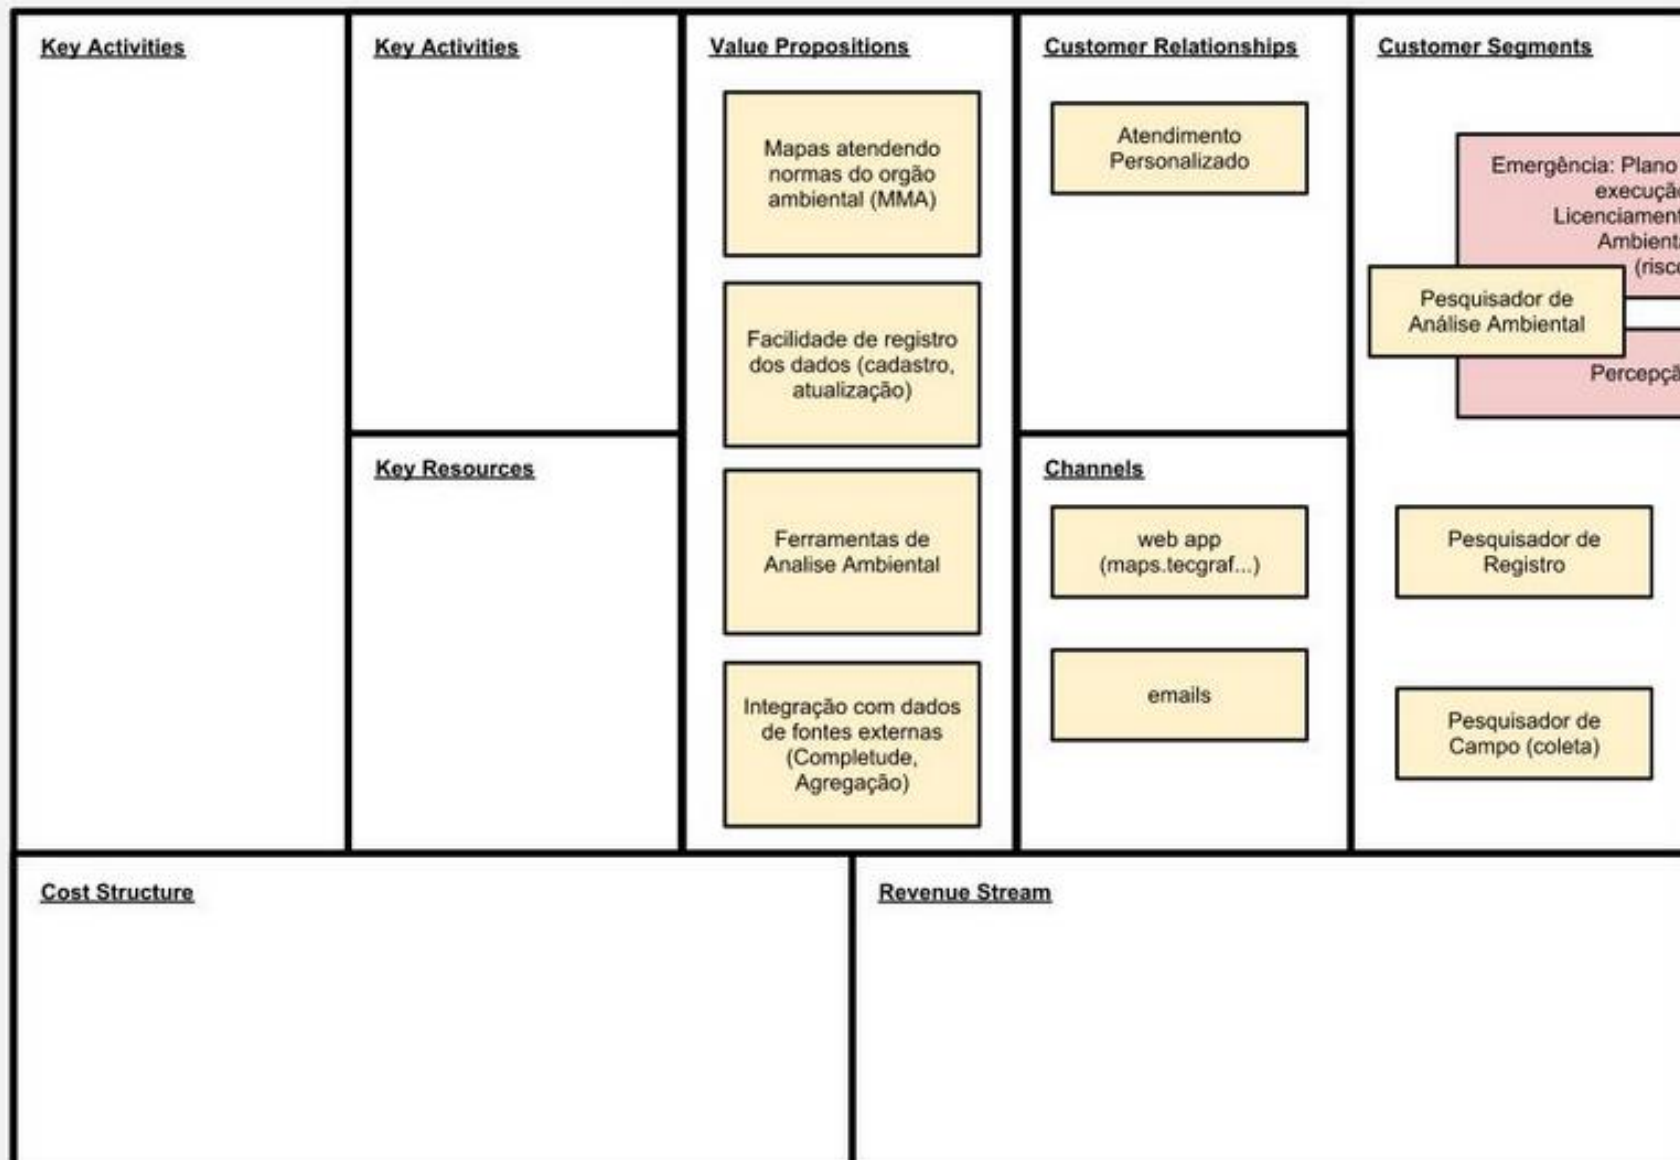 Key Activities
Key Activities
Value Propositions
Mapas atendendo
normas do orgão
ambiental (MMA)
Facilidade de registro
dos dados (cadastro,
atualização)
Ferramentas de
Analise Ambiental
Integração com dados
de fontes externas
(Completude,
Agregação)
Customer Relationships
Atendimento
Personalizado
Customer Segments
Emergência: Plano
Pesquisador de
Análise Ambiental
Pesquisador de
Registro
Pesquisador de
Campo (coleta)
Key Resources
Channels
web app
(maps.tecgraf...)
emails
Cost Structure
Revenue Stream